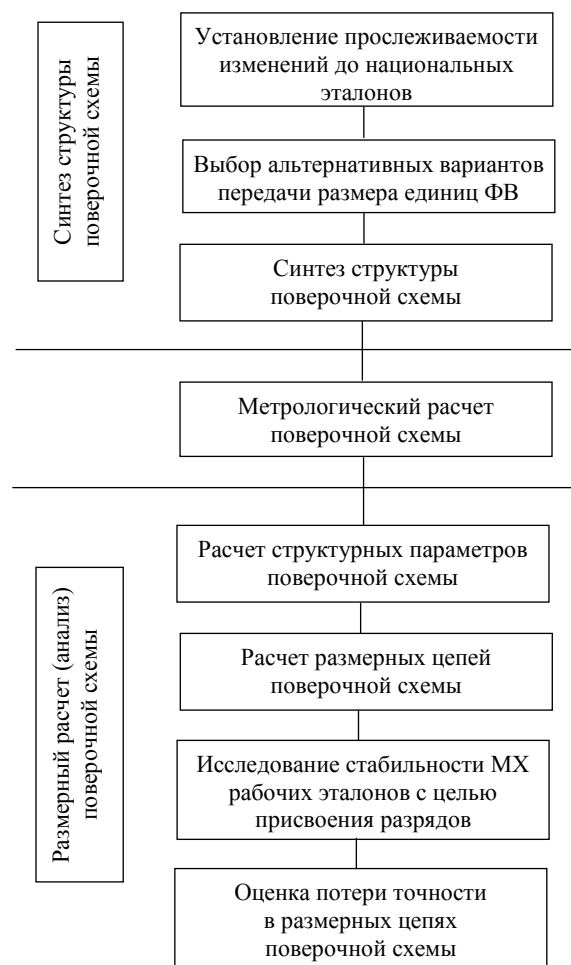 Синтез структуры
поверочной схемы
Установление прослеживаемости
изменений до национальных
эталонов
Выбор альтернативных вариантов
передачи размера единиц ФВ
Синтез структуры
поверочной схемы
Метрологический расчет
поверочной схемы
Размерный расчет (анализ)
поверочной схемы
Расчет структурных параметров
поверочной схемы
Расчет размерных цепей
поверочной схемы
Исследование стабильности МХ
рабочих эталонов с целью
присвоения разрядов
Оценка потери точности
в размерных цепях
поверочной схемы